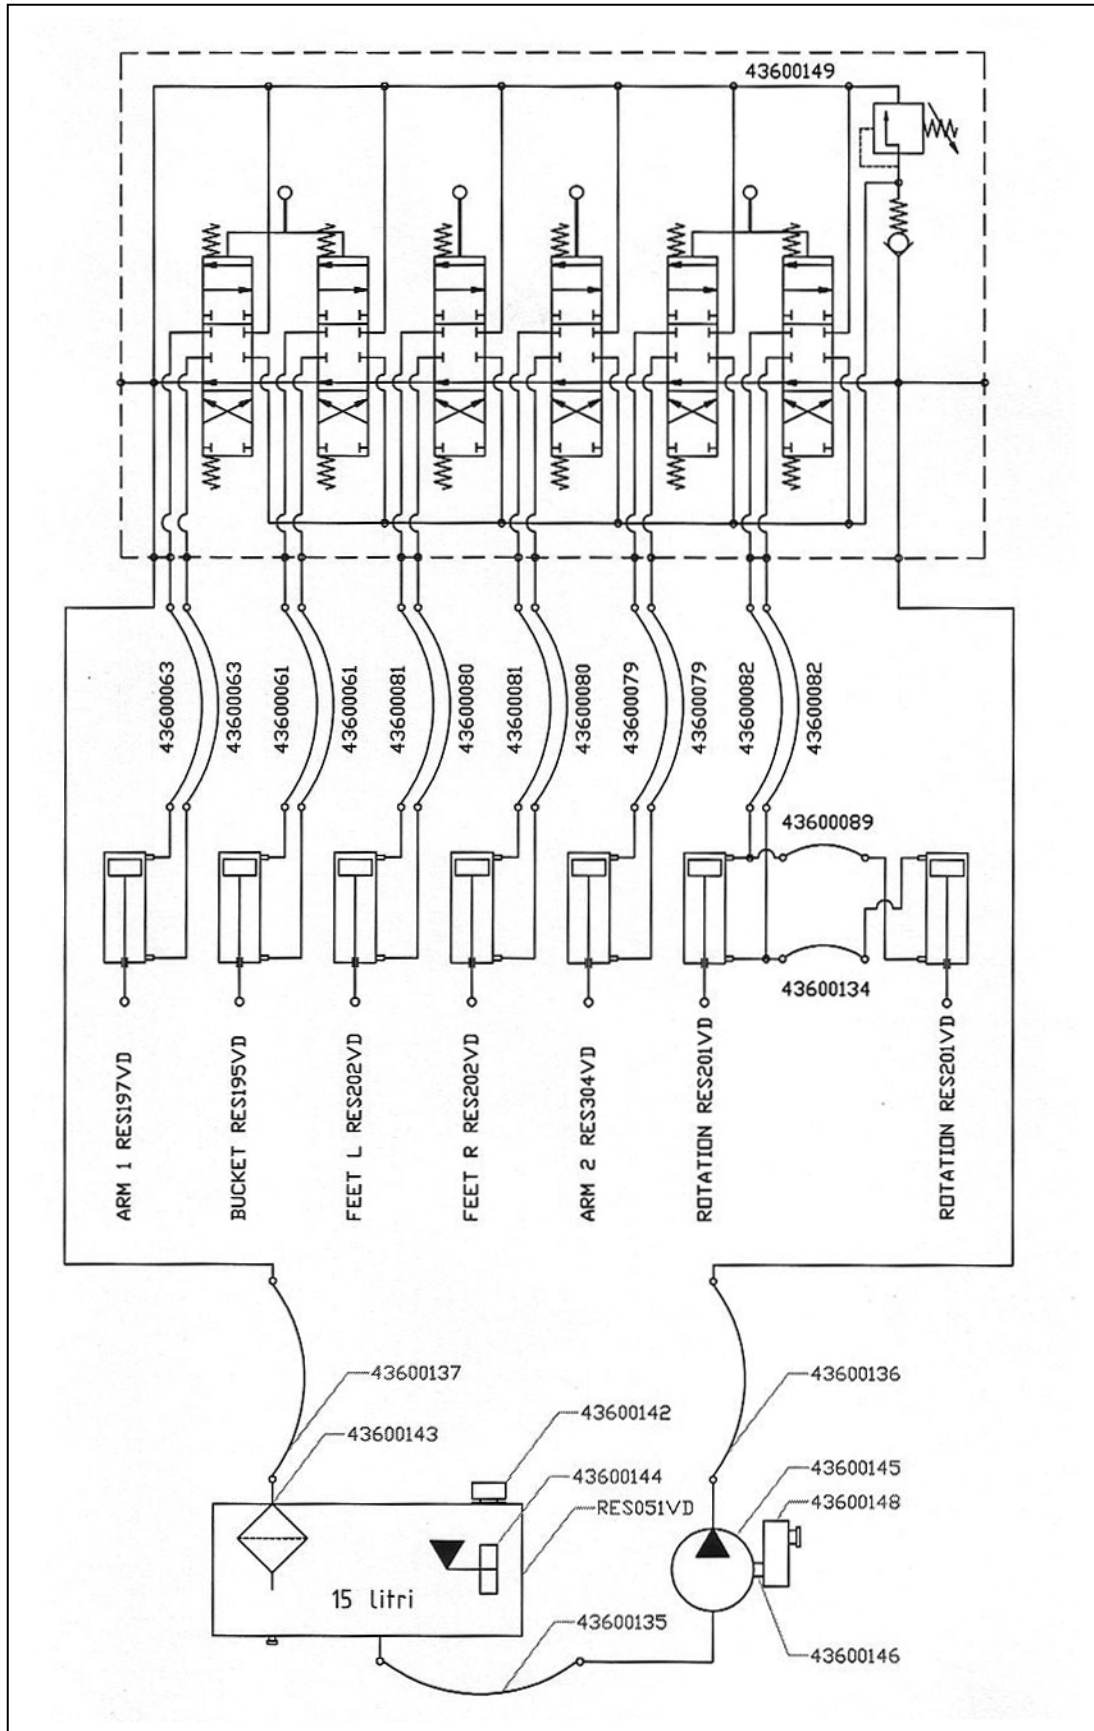 43600149
43600063
43600063
43600061
43600061
43600081
43600080
43600081
43600080
43600079
43600079
43600082
43600082
43600089
43600134
ARM 1 RES197VD
BUCKET RES195VD
FEET L RES202VD
FEET R RES202VD
ARM 2 RES304VD
ROTATION RES201VD
ROTATION RES201VD
43600137
43600136
43600142
43600143
43600145
43600144
43600148
RES051VD
15 litri
43600135
43600146